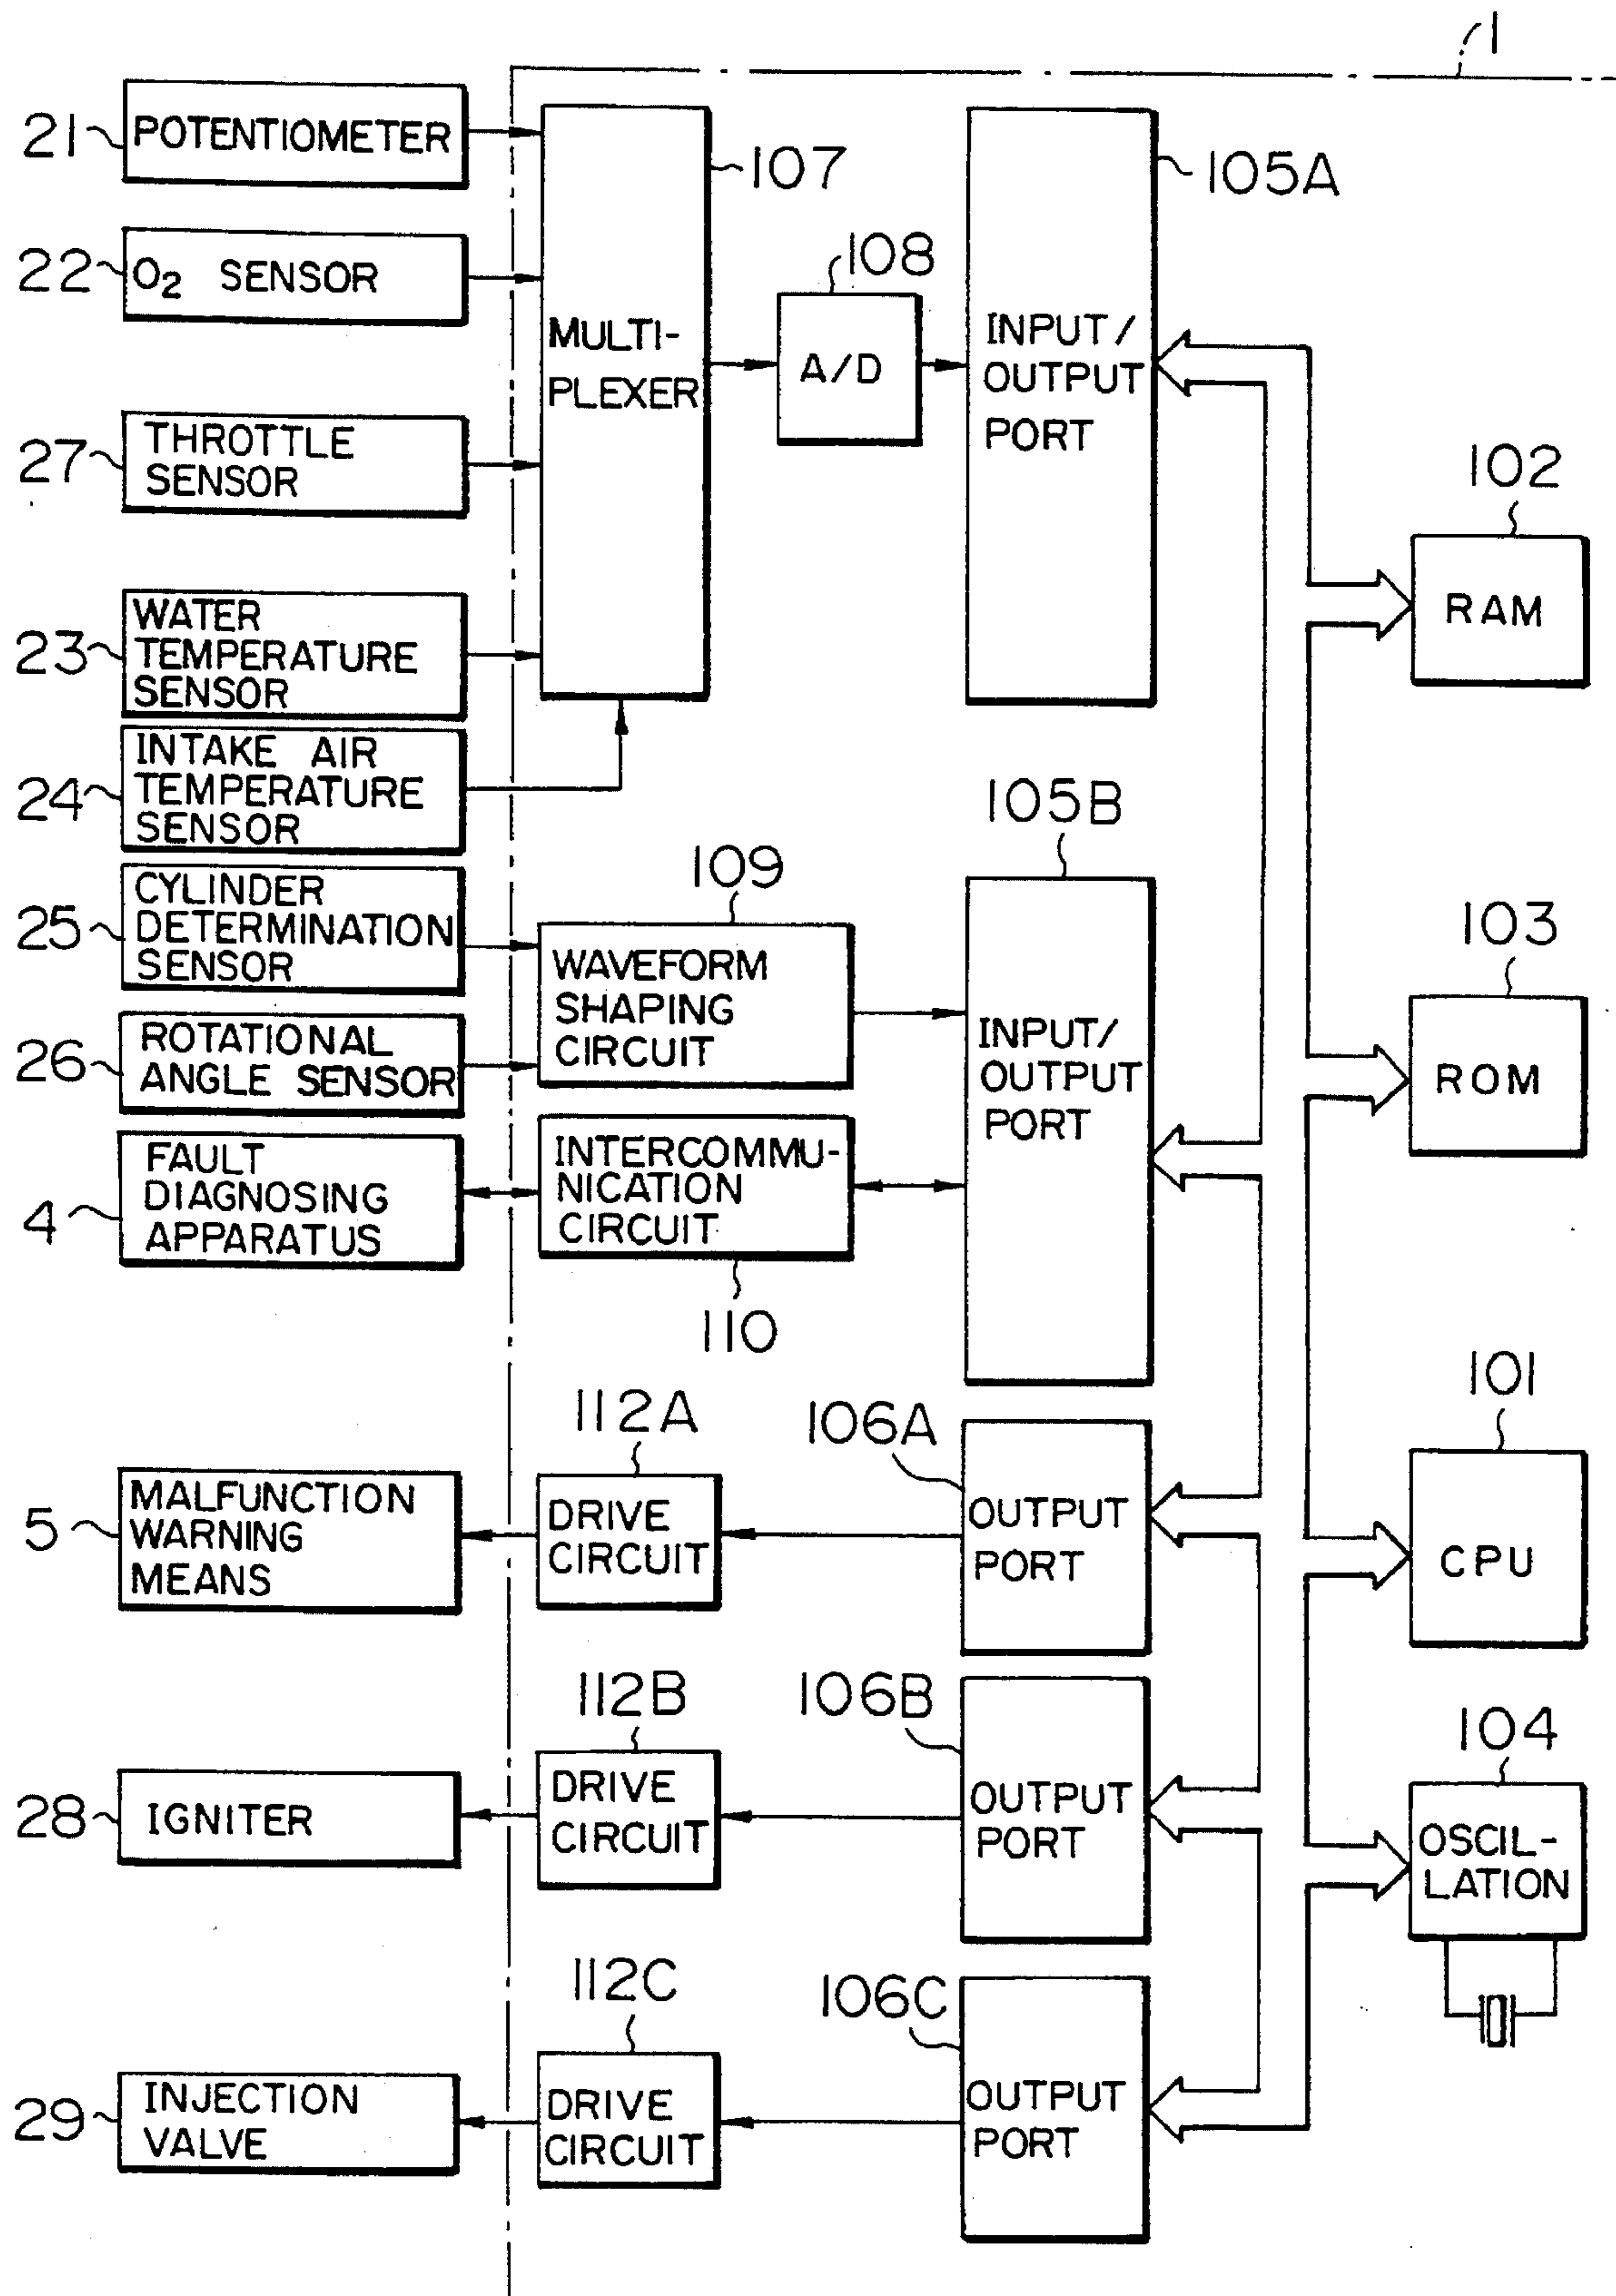 1
21
POTENTIOMETER
107
105A
22
O2 SENSOR
108
MULTI-
PLEXER
A/D
INPUT/
OUTPUT
PORT
27
THROTTLE
SENSOR
102
RAM
23
WATER
TEMPERATURE
SENSOR
24
INTAKE AIR
TEMPERATURE
SENSOR
105B
25
CYLINDER
DETERMINATION
SENSOR
109
WAVEFORM
SHAPING
CIRCUIT
103
ROM
26
ROTATIONAL
ANGLE SENSOR
INPUT/
OUTPUT
PORT
4
FAULT
DIAGNOSING
APPARATUS
INTERCOMMU-
NICATION
CIRCUIT
110
101
CPU
112A
106A
5
MALFUNCTION
WARNING
MEANS
DRIVE
CIRCUIT
OUTPUT
PORT
112B
106B
104
OSCIL-
LATION
28
IGNITER
DRIVE
CIRCUIT
OUTPUT
PORT
112C
106C
29
INJECTION
VALVE
DRIVE
CIRCUIT
OUTPUT
PORT